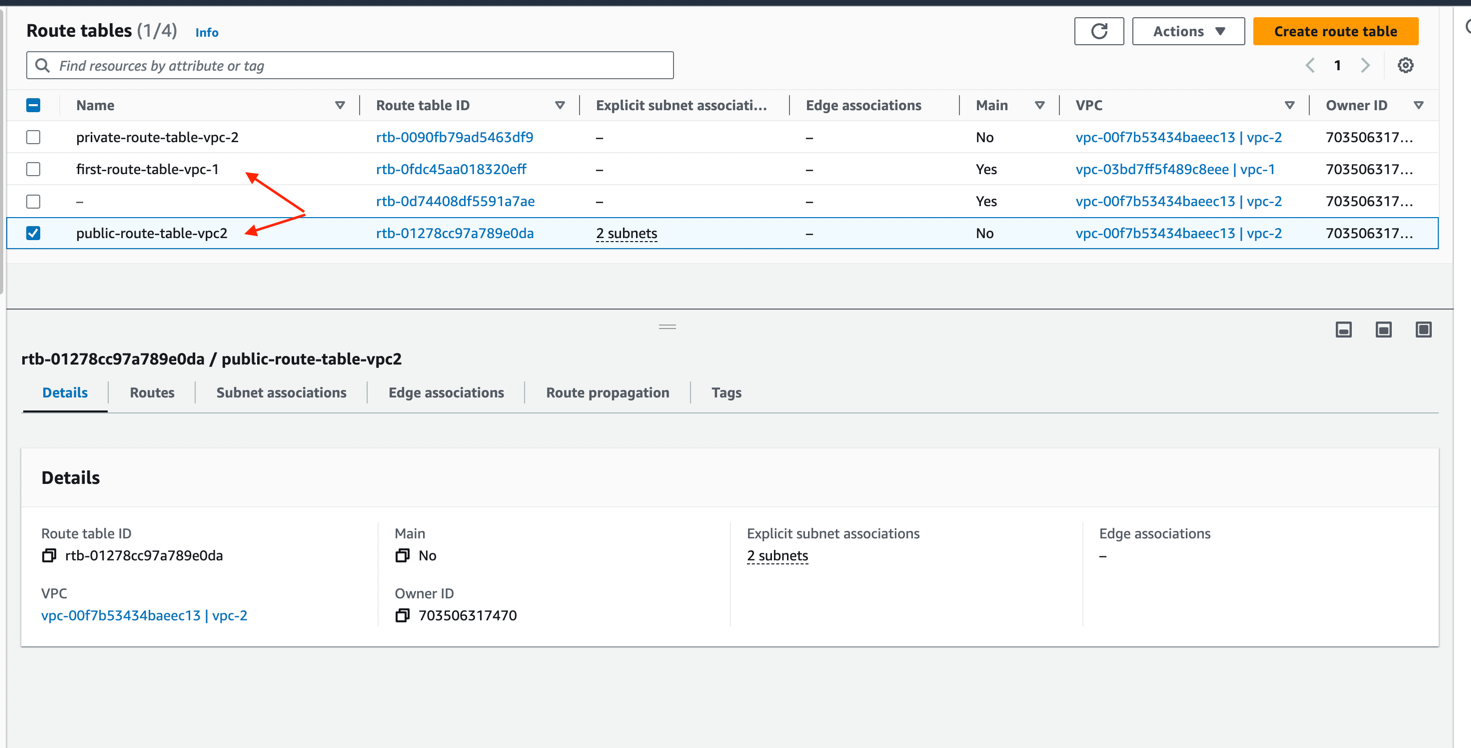 Route tables (1/4) Info
Actions
Create route table
Find resources by attribute or tag
1
Name Route table ID Explicit subnet associati... Edge associations Main VPC Owner ID
private-route-table-vpc-2 rtb-0090fb79ad5463df9 – – No vpc-00f7b53434baeec13 | vpc-2 703506317...
first-route-table-vpc-1 rtb-0fdc45aa018320eff – – Yes vpc-03bd7ff5f489c8eee | vpc-1 703506317...
– rtb-0d74408df5591a7ae – – Yes vpc-00f7b53434baeec13 | vpc-2 703506317...
public-route-table-vpc2 rtb-01278cc97a789e0da 2 subnets – No vpc-00f7b53434baeec13 | vpc-2 703506317...
rtb-01278cc97a789e0da / public-route-table-vpc2
Details Routes Subnet associations Edge associations Route propagation Tags
Details
Route table ID Main Explicit subnet associations Edge associations
rtb-01278cc97a789e0da No 2 subnets –
VPC Owner ID
vpc-00f7b53434baeec13 | vpc-2 703506317470